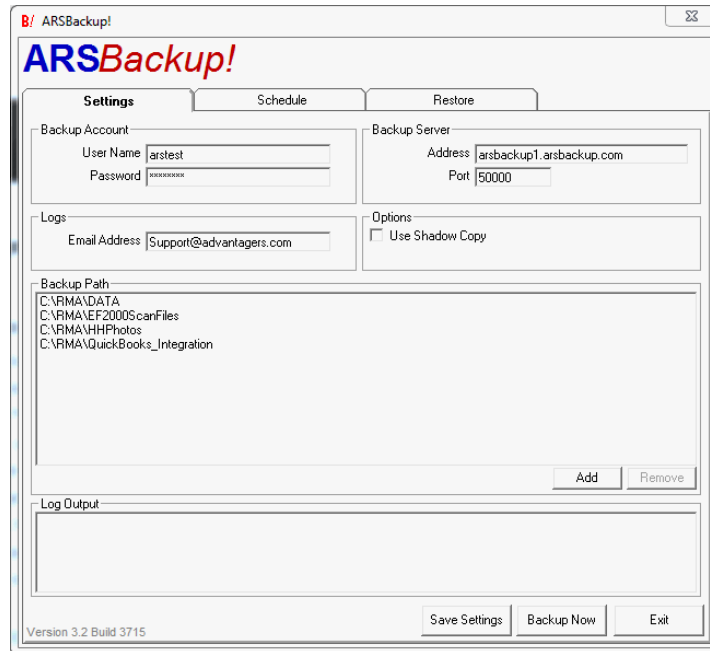 B/ ARSBackup!
ARSBackup!
Settings Schedule Restore
Backup Account
User Name arstest
Password ********
Backup Server
Address arsbackup1.arsbackup.com
Port 50000
Logs
Email Address Support@advantagers.com
Options
Use Shadow Copy
Backup Path
C:\RMA\DATA
C:\RMA\EF2000ScanFiles
C:\RMA\HHPhotos
C:\RMA\QuickBooks_Integration
Add Remove
Log Output
Save Settings Backup Now Exit
Version 3.2 Build 3715